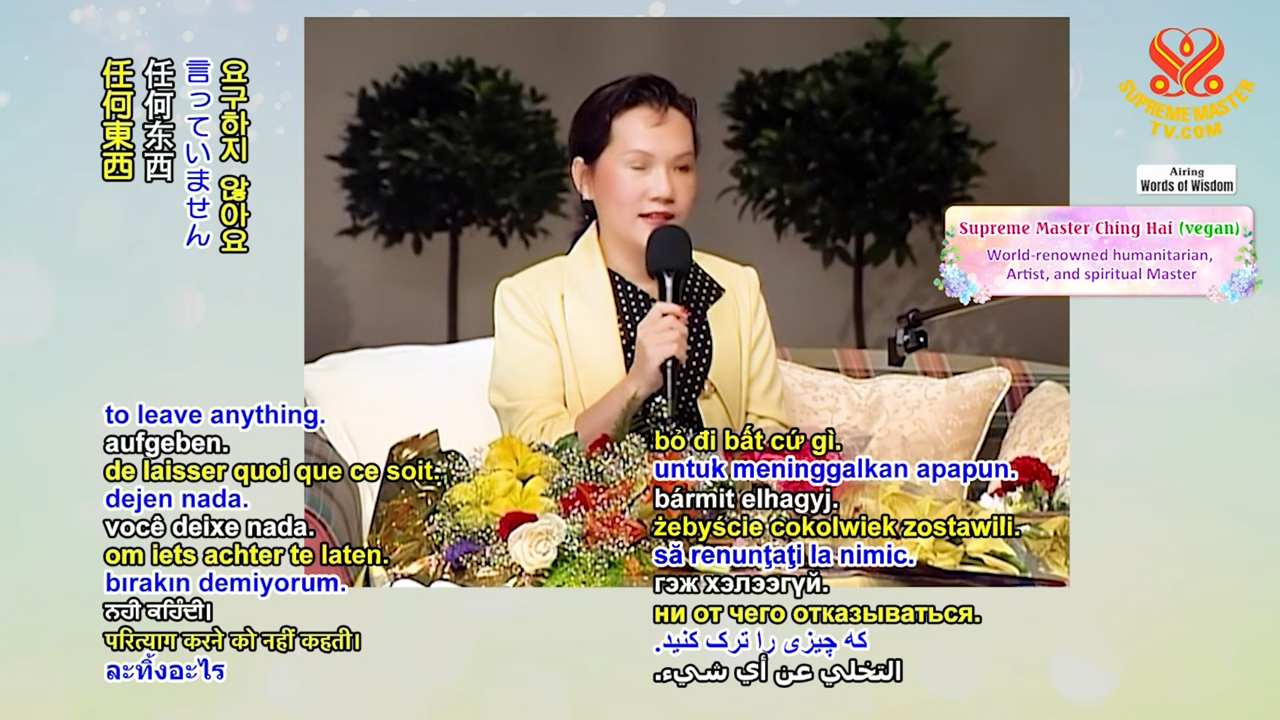 任何東西
任何东西
言っていません
요구하지 않아요
SUPREME MASTER
TV.COM
Airing
Words of Wisdom
Supreme Master Ching Hai (vegan)
World-renowned humanitarian,
Artist, and spiritual Master
to leave anything.
aufgeben.
de laisser quoi que ce soit.
dejen nada.
você deixe nada.
om iets achter te laten.
bırakın demiyorum.
ਨਹੀ ਕਹਿੰਦੀ।
परित्याग करने को नहीं कहती।
ละทิ้งอะไร
bỏ đi bất cứ gì.
untuk meninggalkan apapun.
bármit elhagyj.
żebyście cokolwiek zostawili.
să renunţaţi la nimic.
гэж хэлээгүй.
ни от чего отказываться.
که چیزی را ترک کنید.
التخلي عن أي شيء.